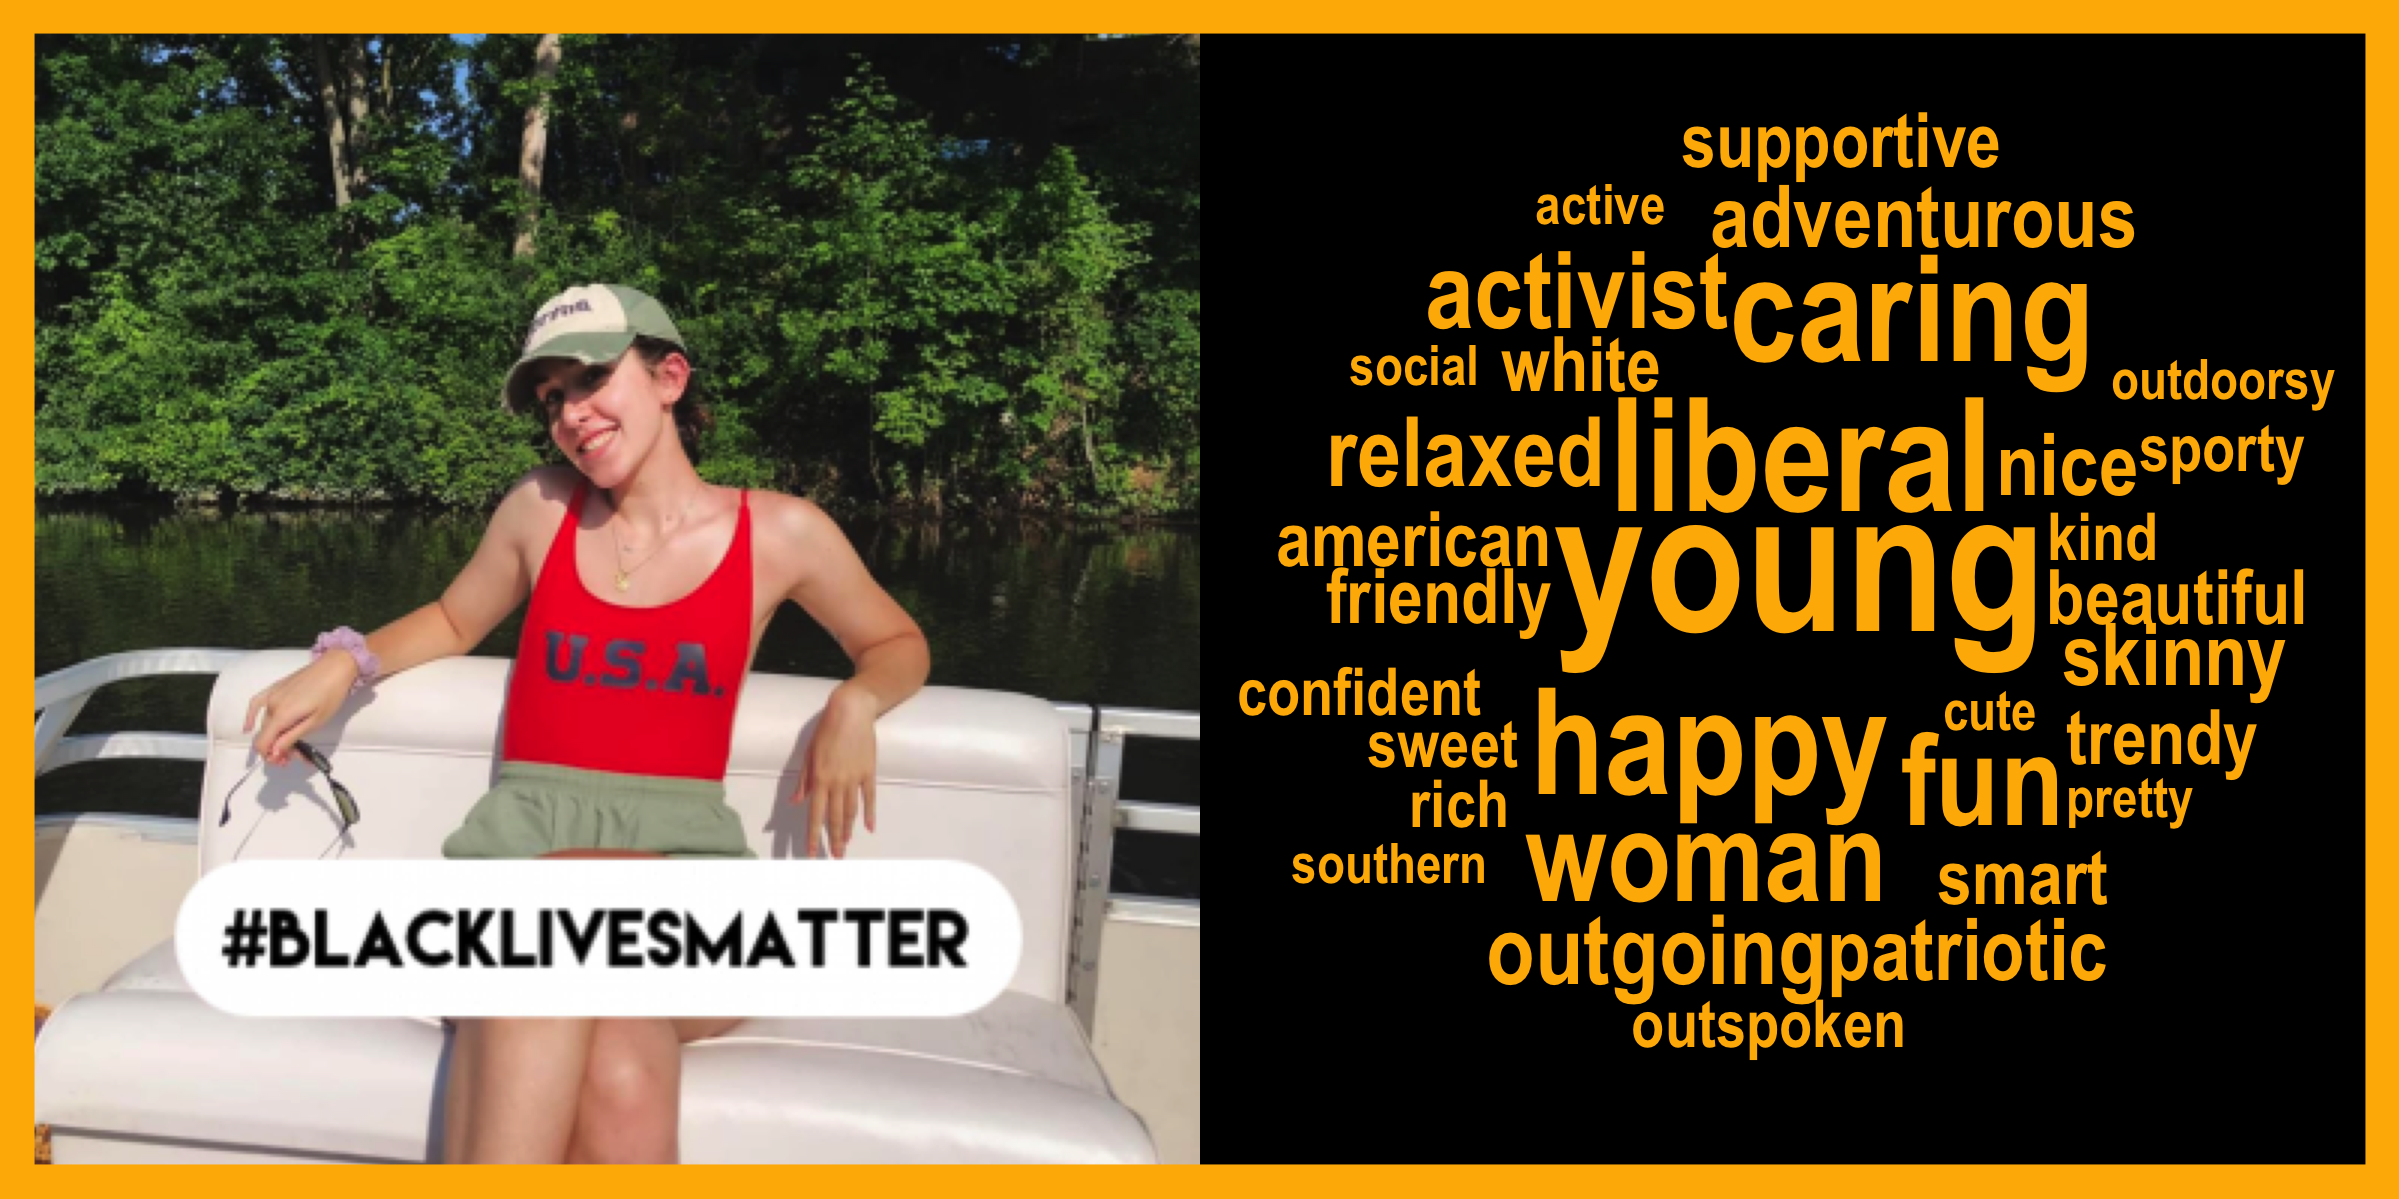 U.S.A.
#BLACKLIVESMATTER
supportive
active adventurous
activist caring
social white outdoorsy
relaxed liberal nice sporty
american young kind
friendly beautiful
skinny
confident happy cute
sweet fun trendy
rich pretty
southern woman smart
outgoing patriotic
outspoken